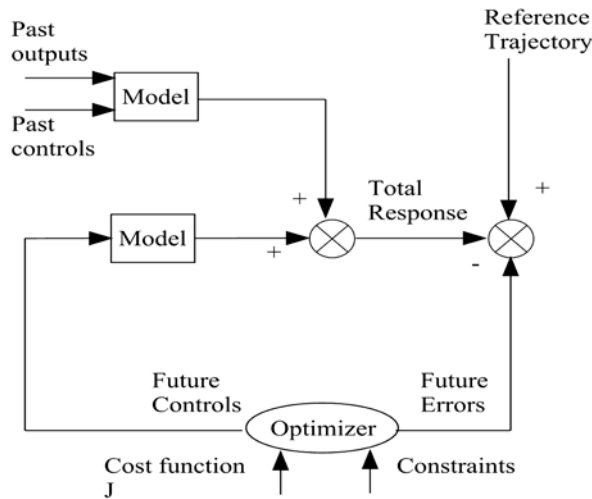 Past
outputs
Reference
Trajectory
Model
Past
controls
+
Total
Response
+
Model
+
-
Future
Controls
Future
Errors
Optimizer
Cost function
J
Constraints